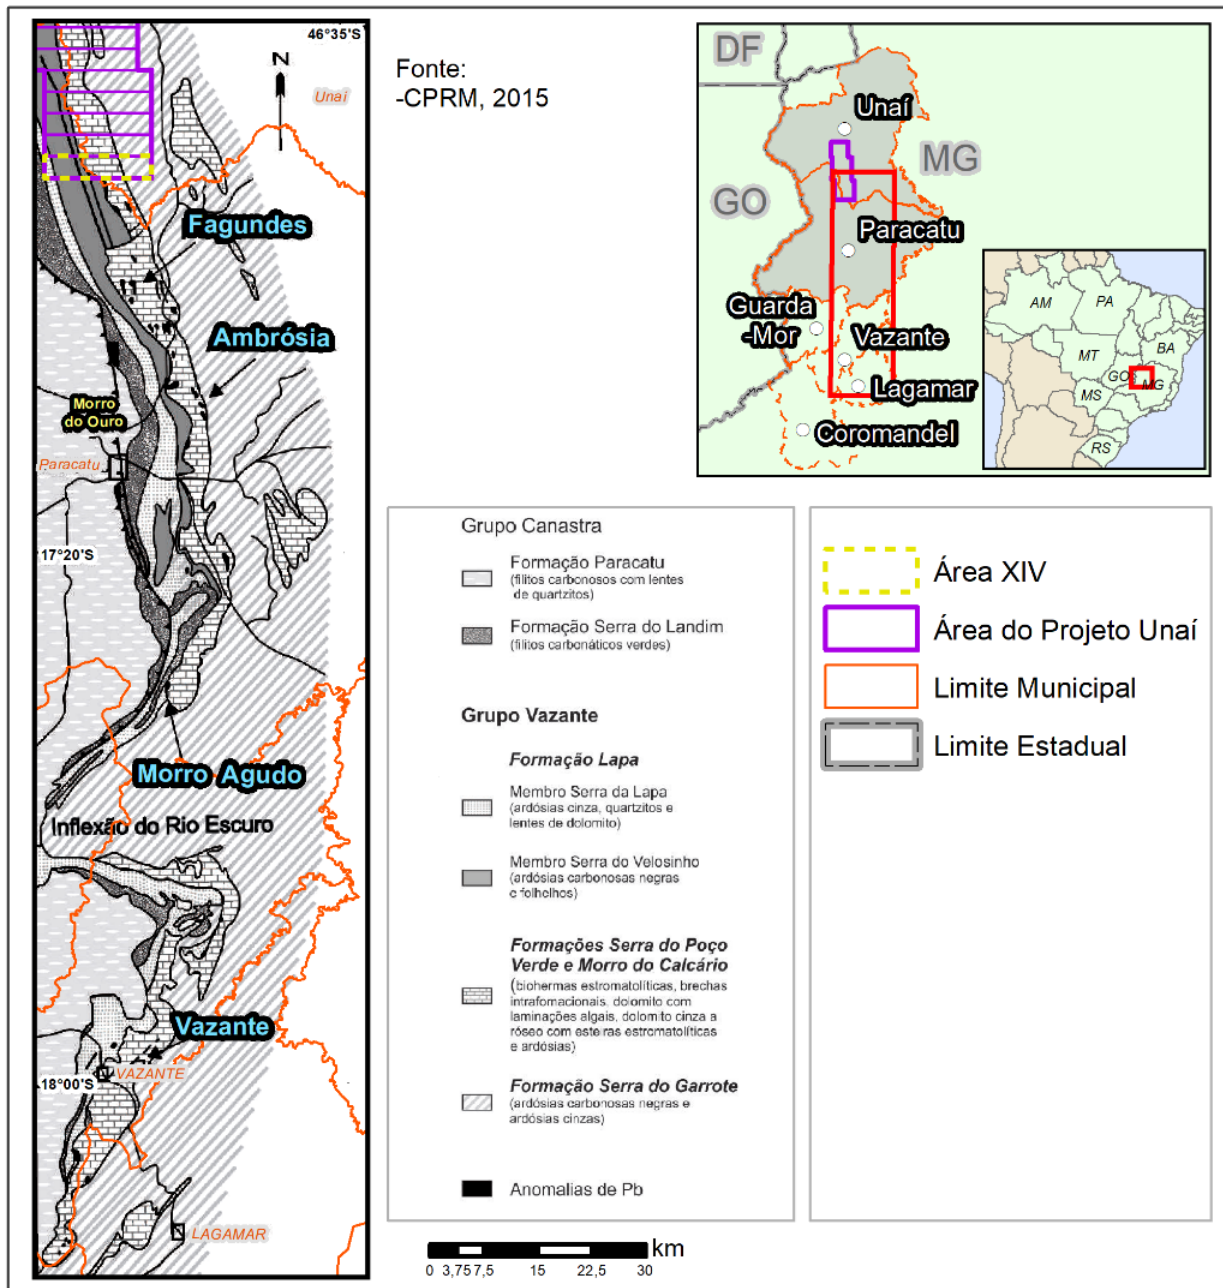 46°35'S
N
Unaí
Fagundes
Ambrósia
Morro
do Ouro
Paracatu
17°20'S
Morro Agudo
Inflexão do Rio Escuro
Vazante
VAZANTE
18°00'S
LAGAMAR
Fonte:
-CPRM, 2015
DF
Unaí
MG
GO
Paracatu
Guarda
-Mor
Vazante
Lagamar
Coromandel
AM
PA
MT
BA
GO
MG
MS
RS
Grupo Canastra
Formação Paracatu
(filitos carbonosos com lentes
de quartzitos)
Formação Serra do Landim
(filitos carbonáticos verdes)
Grupo Vazante
Formação Lapa
Membro Serra da Lapa
(ardósias cinza, quartzitos e
lentes de dolomito)
Membro Serra do Velosinho
(ardósias carbonosas negras
e folhelhos)
Formações Serra do Poço
Verde e Morro do Calcário
(biohermas estromatolíticas, brechas
intrafomacionais, dolomito com
laminações algais, dolomito cinza a
róseo com esteiras estromatolíticas
e ardósias)
Formação Serra do Garrote
(ardósias carbonosas negras e
ardósias cinzas)
Anomalias de Pb
Área XIV
Área do Projeto Unaí
Limite Municipal
Limite Estadual
km
0 3,75 7,5 15 22,5 30